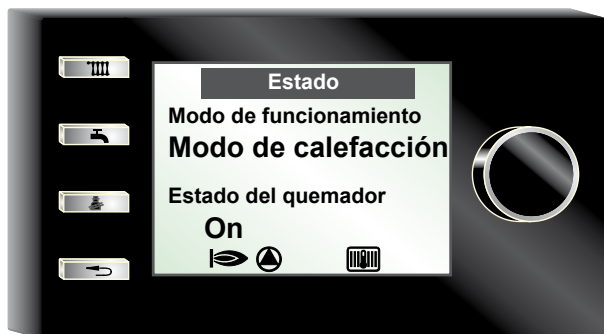 Estado
Modo de funcionamiento
Modo de calefacción
Estado del quemador
On